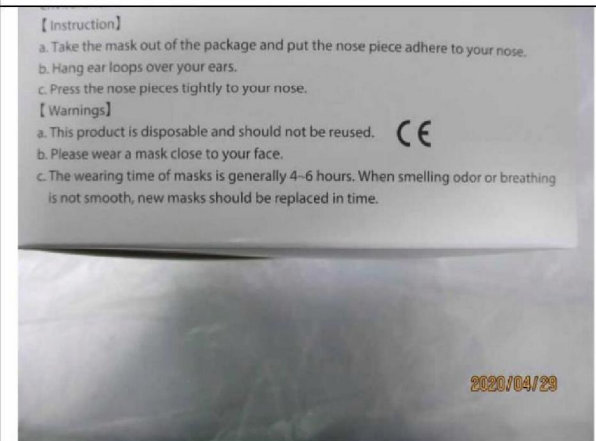 【Instruction】
a. Take the mask out of the package and put the nose piece adhere to your nose.
b. Hang ear loops over your ears.
c. Press the nose pieces tightly to your nose.
【Warnings】
a. This product is disposable and should not be reused.
CE
b. Please wear a mask close to your face.
c. The wearing time of masks is generally 4~6 hours. When smelling odor or breathing
is not smooth, new masks should be replaced in time.
2020/04/29